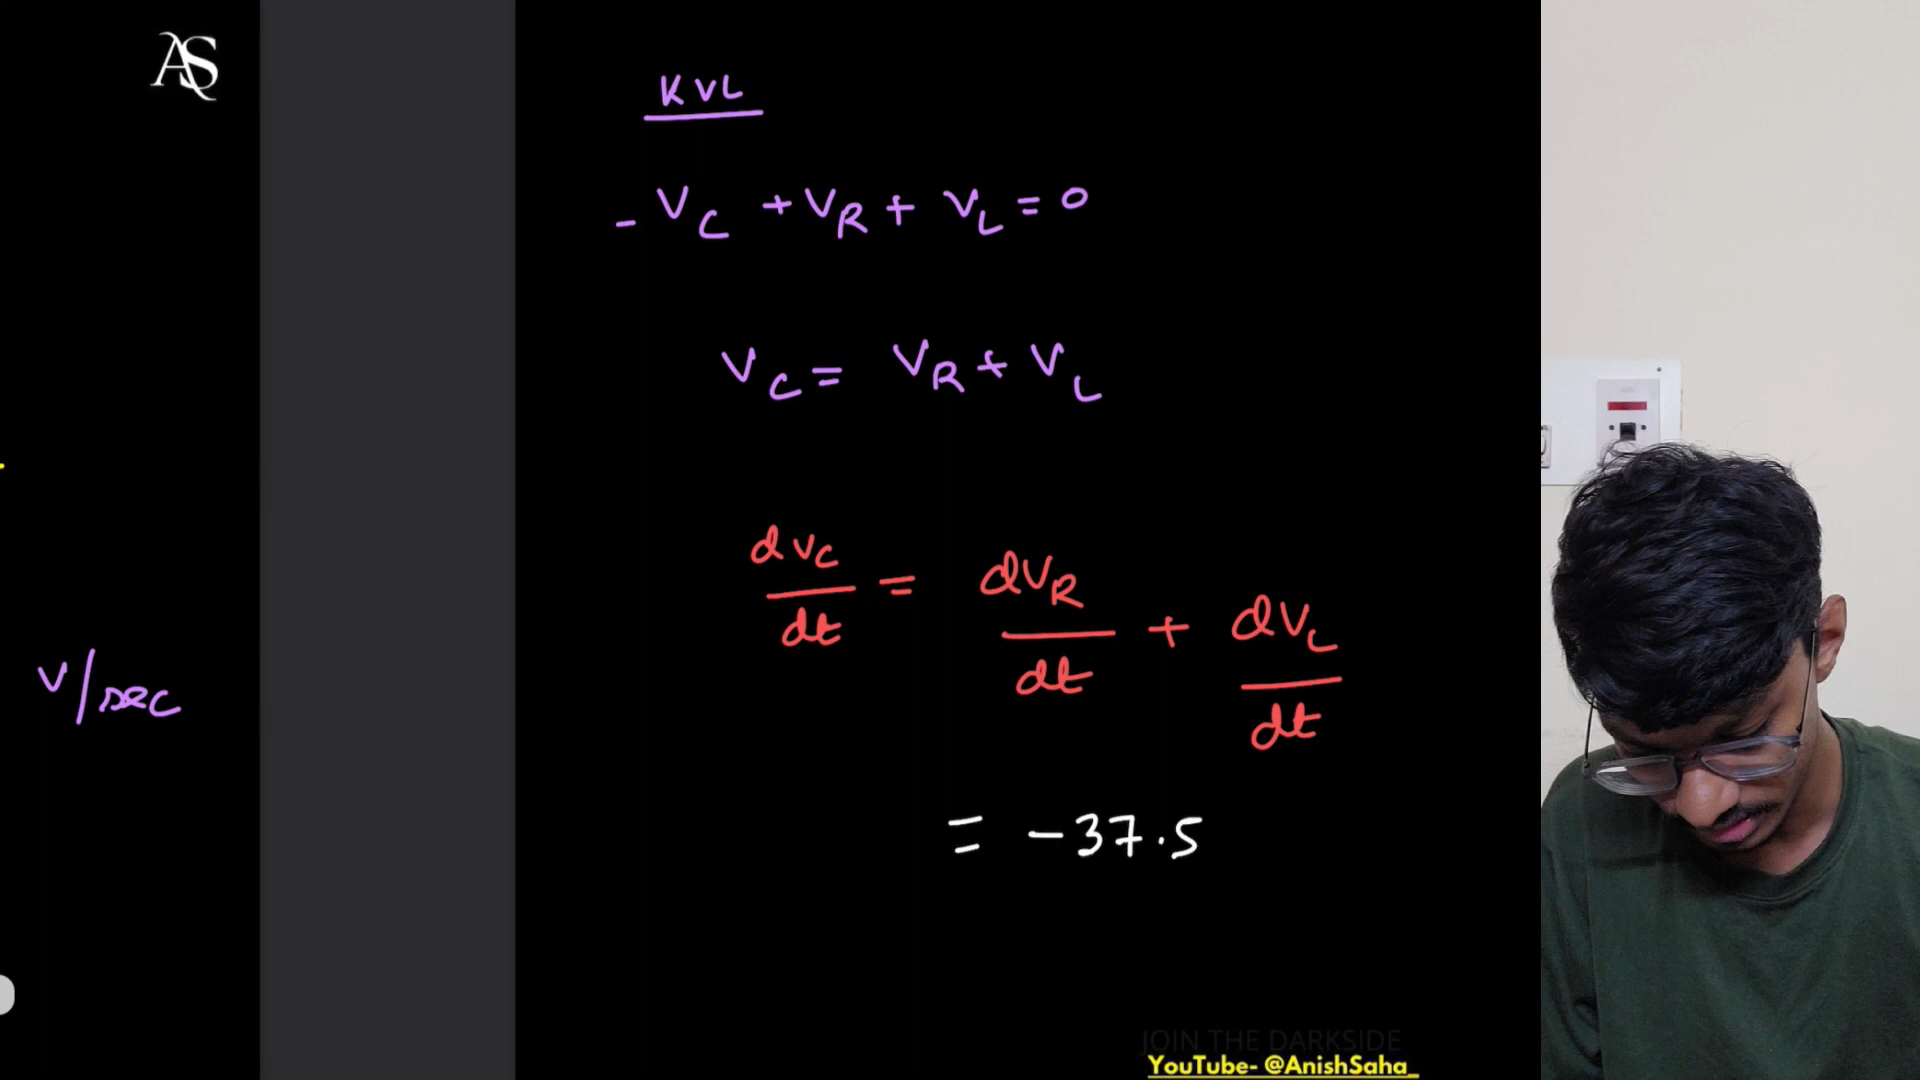 AS
KVL
- VC + VR + VL = 0
VC = VR + VL
dvc/dt = dVR/dt + dVL/dt
V/sec
= -37.5
JOIN THE DARKSIDE
YouTube- @AnishSaha_